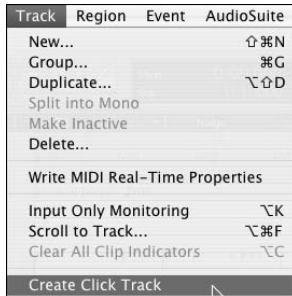 Track Region Event AudioSuite
New... ⇧⌘N
Group... ⌘G
Duplicate... ⌥⇧D
Split into Mono
Make Inactive
Delete...
Write MIDI Real-Time Properties
Input Only Monitoring ⌥K
Scroll to Track... ⌥⌘F
Clear All Clip Indicators ⌥C
Create Click Track